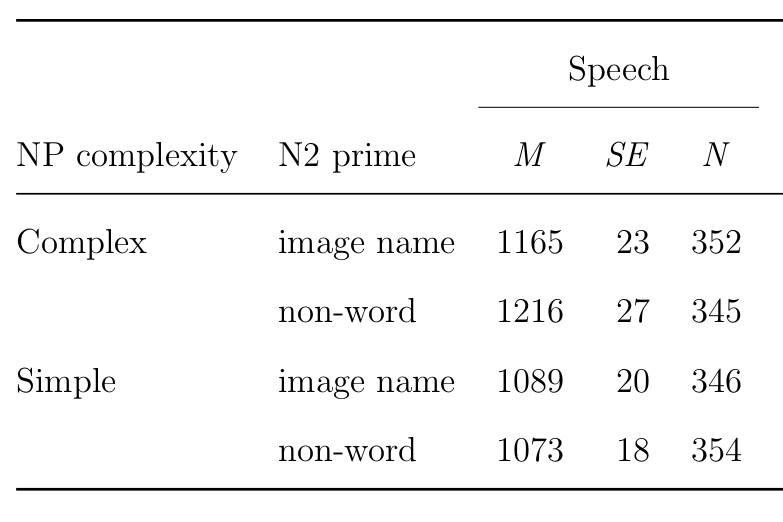 Speech
NP complexity N2 prime M SE N
Complex image name 1165 23 352
non-word 1216 27 345
Simple image name 1089 20 346
non-word 1073 18 354